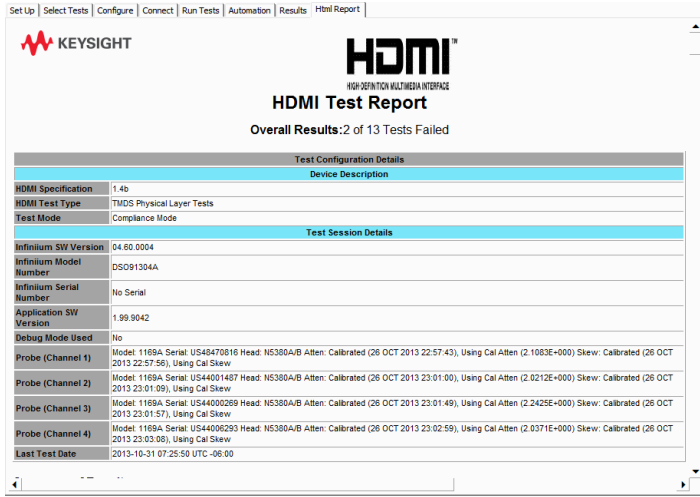 Set Up Select Tests Configure Connect Run Tests Automation Results Html Report
KEYSIGHT
HDMI™
HIGH-DEFINITION MULTIMEDIA INTERFACE
HDMI Test Report
Overall Results:2 of 13 Tests Failed
Test Configuration Details
Device Description
HDMI Specification 1.4b
HDMI Test Type TMDS Physical Layer Tests
Test Mode Compliance Mode
Test Session Details
Infiniium SW Version 04.60.0004
Infiniium Model
Number DSO91304A
Infiniium Serial
Number No Serial
Application SW
Version 1.99.9042
Debug Mode Used No
Probe (Channel 1) Model: 1169A Serial: US48470816 Head: N5380A/B Atten: Calibrated (26 OCT 2013 22:57:43), Using Cal Atten (2.1083E+000) Skew: Calibrated (26 OCT
2013 22:57:56), Using Cal Skew
Probe (Channel 2) Model: 1169A Serial: US44001487 Head: N5380A/B Atten: Calibrated (26 OCT 2013 23:01:00), Using Cal Atten (2.0212E+000) Skew: Calibrated (26 OCT
2013 23:01:09), Using Cal Skew
Probe (Channel 3) Model: 1169A Serial: US44000269 Head: N5380A/B Atten: Calibrated (26 OCT 2013 23:01:49), Using Cal Atten (2.2425E+000) Skew: Calibrated (26 OCT
2013 23:01:57), Using Cal Skew
Probe (Channel 4) Model: 1169A Serial: US44006293 Head: N5380A/B Atten: Calibrated (26 OCT 2013 23:02:59), Using Cal Atten (2.0371E+000) Skew: Calibrated (26 OCT
2013 23:03:08), Using Cal Skew
Last Test Date 2013-10-31 07:25:50 UTC -06:00